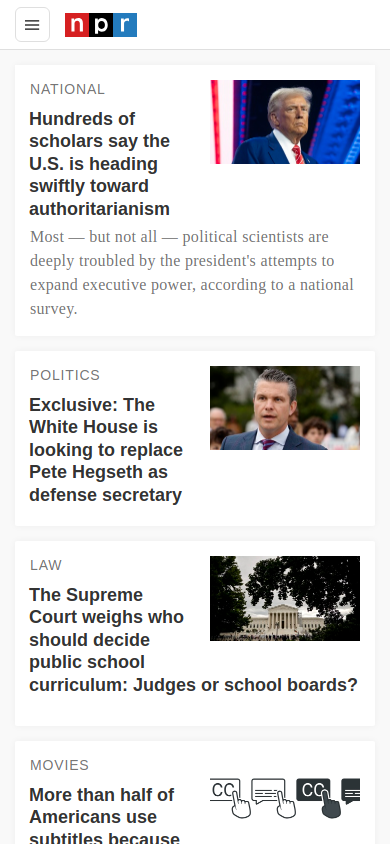 npr
NATIONAL
Hundreds of
scholars say the
U.S. is heading
swiftly toward
authoritarianism
Most — but not all — political scientists are
deeply troubled by the president's attempts to
expand executive power, according to a national
survey.
POLITICS
Exclusive: The
White House is
looking to replace
Pete Hegseth as
defense secretary
LAW
The Supreme
Court weighs who
should decide
public school
curriculum: Judges or school boards?
MOVIES
CC
CC
More than half of
Americans use
subtitles because